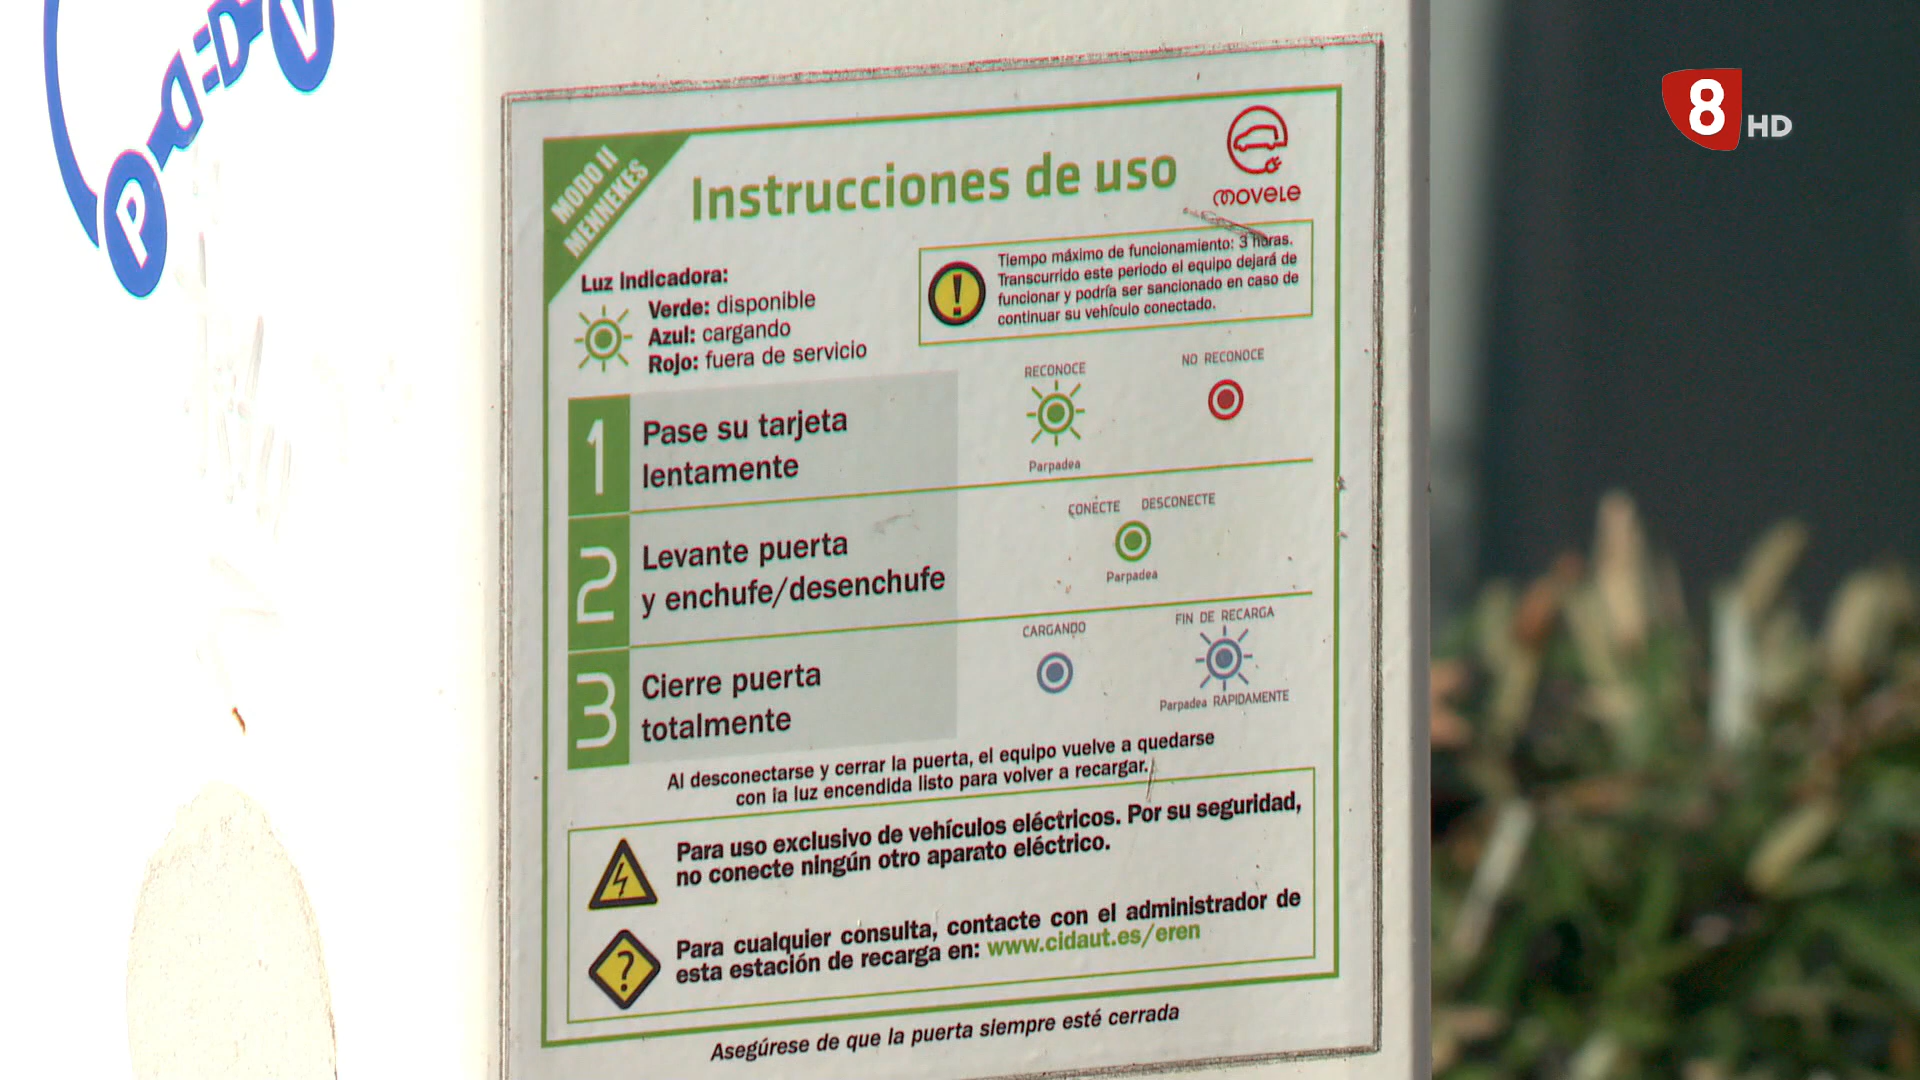 8 HD
MODO II
MENNEKES
Instrucciones de uso
movele
Luz Indicadora:
Verde: disponible
Azul: cargando
Rojo: fuera de servicio
Tiempo máximo de funcionamiento: 3 horas.
Transcurrido este periodo el equipo dejará de
funcionar y podría ser sancionado en caso de
continuar su vehículo conectado.
1
Pase su tarjeta
lentamente
RECONOCE
NO RECONOCE
Parpadea
2
Levante puerta
y enchufe/desenchufe
CONECTE DESCONECTE
Parpadea
3
Cierre puerta
totalmente
CARGANDO
FIN DE RECARGA
Parpadea RAPIDAMENTE
Al desconectarse y cerrar la puerta, el equipo vuelve a quedarse
con la luz encendida listo para volver a recargar.
Para uso exclusivo de vehículos eléctricos. Por su seguridad,
no conecte ningún otro aparato eléctrico.
Para cualquier consulta, contacte con el administrador de
esta estación de recarga en: www.cidaut.es/eren
Asegúrese de que la puerta siempre esté cerrada